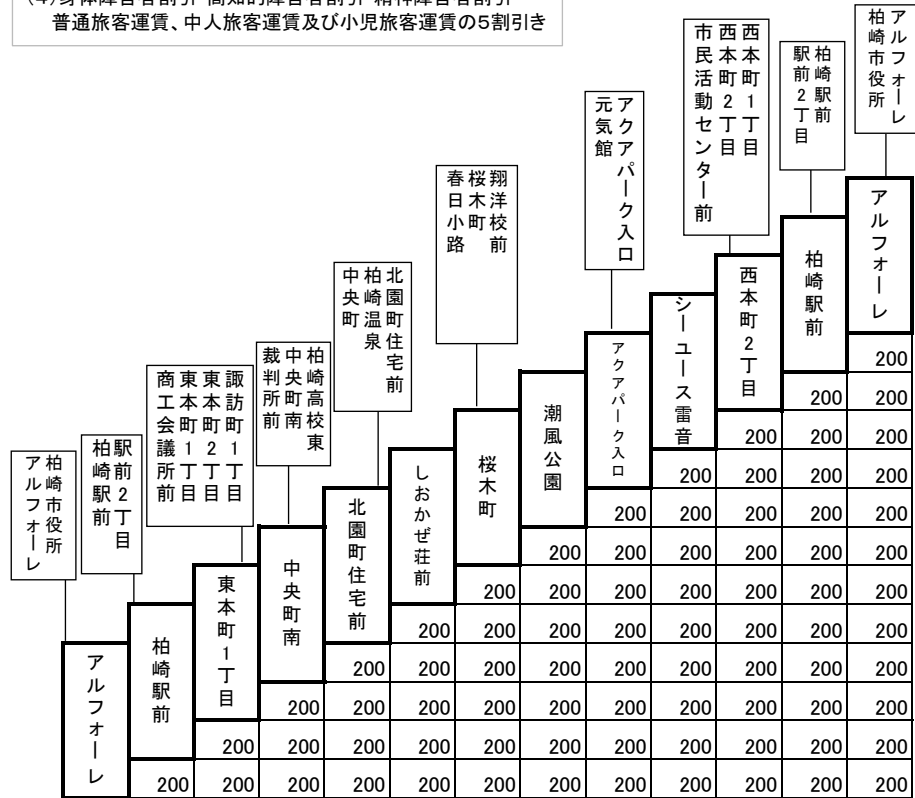 (4)身体障害者割引・高知的障害者割引・精神障害者割引
普通旅客運賃、中人旅客運賃及び小児旅客運賃の5割引き
アルフォーレ
柏崎市役所
柏崎駅前
駅前2丁目
西本町1丁目
西本町2丁目
市民活動センター前
アクアパーク入口
元気館
翔洋校前
桜木町
春日小路
北園町住宅前
柏崎温泉
中央町
柏崎高校東
中央町南
裁判所前
諏訪町1丁目
東本町2丁目
東本町1丁目
商工会議所前
駅前2丁目
柏崎駅前
柏崎市役所
アルフォーレ
アルフォーレ
柏崎駅前
200
西本町2丁目
200 200
シーユース雷音
200 200 200
アクアパーク入口
200 200 200 200
潮風公園
200 200 200 200 200
桜木町
200 200 200 200 200 200
しおかぜ荘前
200 200 200 200 200 200 200
北園町住宅前
200 200 200 200 200 200 200 200
中央町南
200 200 200 200 200 200 200 200 200
東本町1丁目
200 200 200 200 200 200 200 200 200 200
柏崎駅前
200 200 200 200 200 200 200 200 200 200 200
アルフォーレ
200 200 200 200 200 200 200 200 200 200 200 200